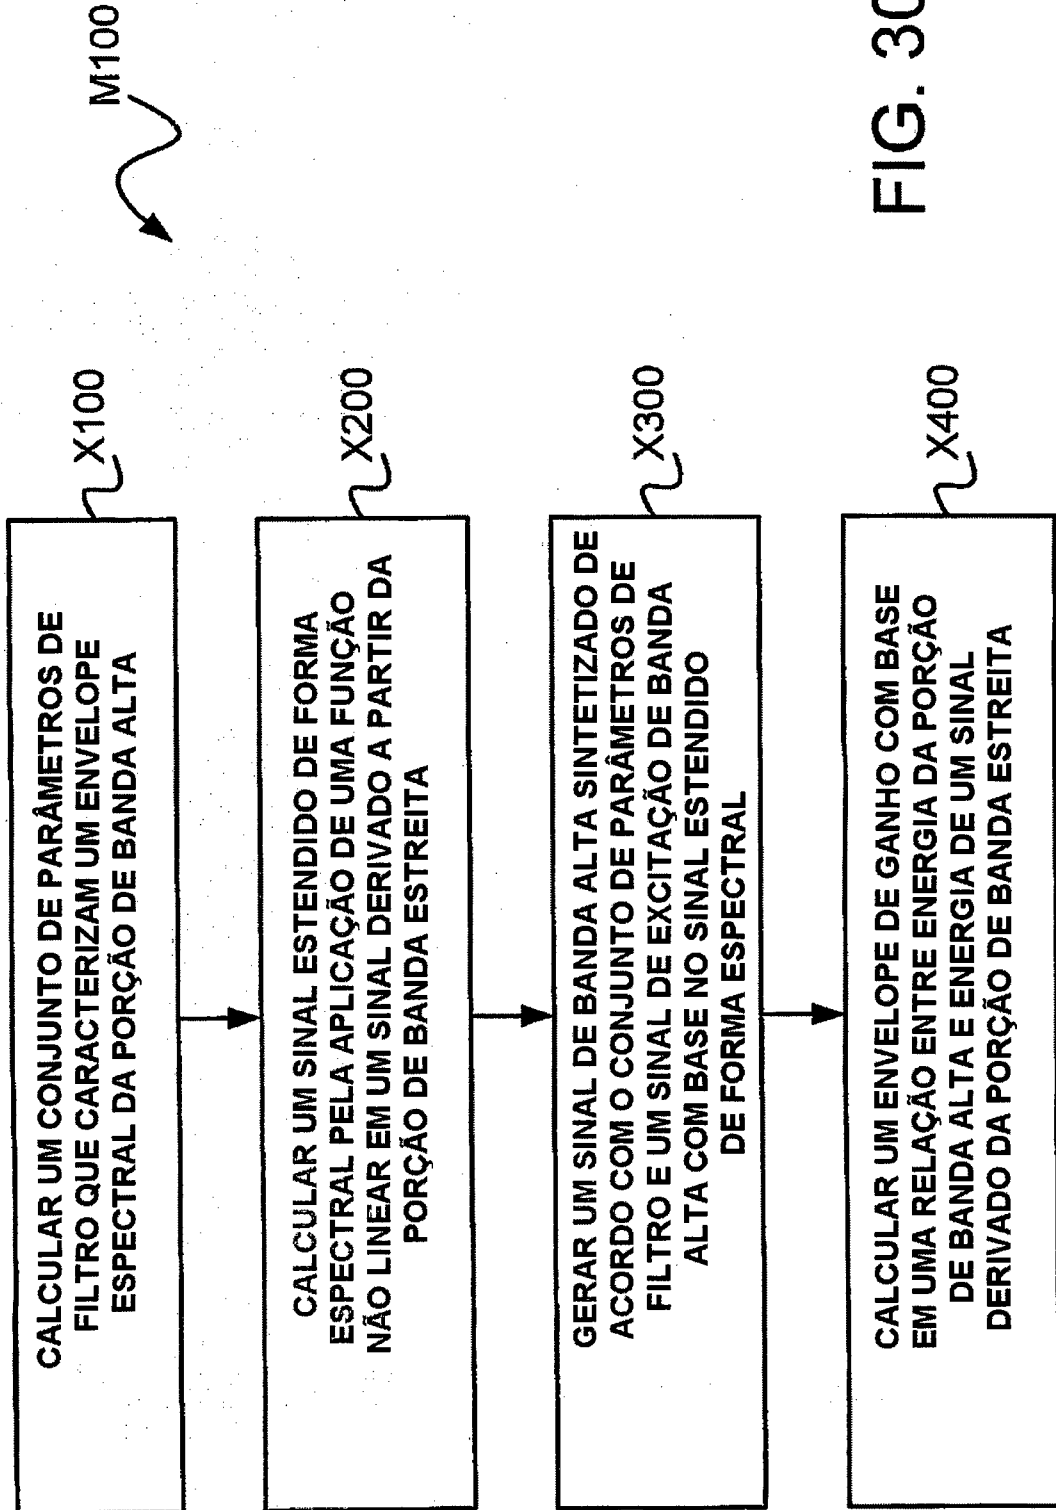 M100
X100
CALCULAR UM CONJUNTO DE PARÂMETROS DE
FILTRO QUE CARACTERIZAM UM ENVELOPE
ESPECTRAL DA PORÇÃO DE BANDA ALTA
X200
CALCULAR UM SINAL ESTENDIDO DE FORMA
ESPECTRAL PELA APLICAÇÃO DE UMA FUNÇÃO
NÃO LINEAR EM UM SINAL DERIVADO A PARTIR DA
PORÇÃO DE BANDA ESTREITA
X300
GERAR UM SINAL DE BANDA ALTA SINTETIZADO DE
ACORDO COM O CONJUNTO DE PARÂMETROS DE
FILTRO E UM SINAL DE EXCITAÇÃO DE BANDA
ALTA COM BASE NO SINAL ESTENDIDO
DE FORMA ESPECTRAL
X400
CALCULAR UM ENVELOPE DE GANHO COM BASE
EM UMA RELAÇÃO ENTRE ENERGIA DA PORÇÃO
DE BANDA ALTA E ENERGIA DE UM SINAL
DERIVADO DA PORÇÃO DE BANDA ESTREITA
FIG. 30